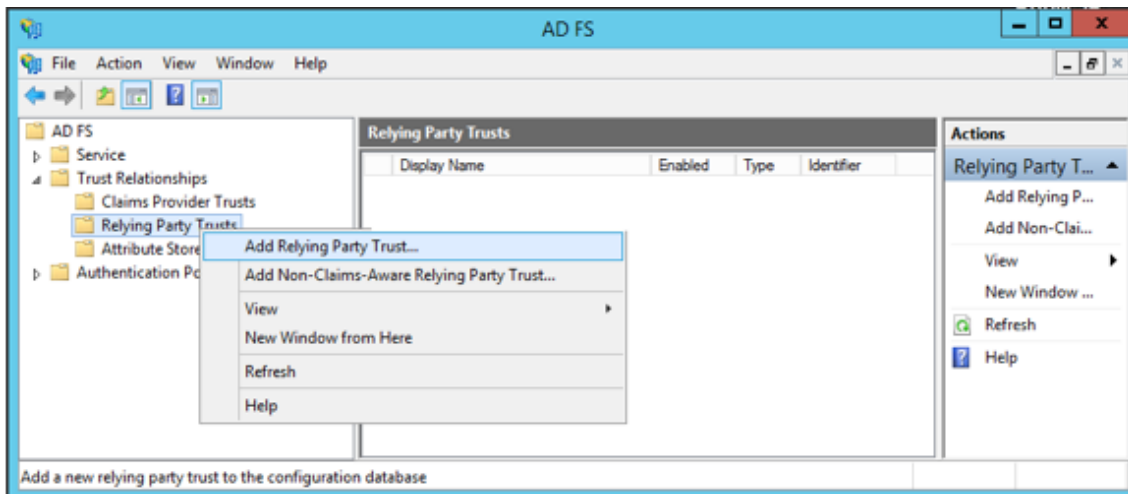 AD FS
File Action View Window Help
AD FS
Service
Trust Relationships
Claims Provider Trusts
Relying Party Trusts
Attribute Store
Authentication Po
Relying Party Trusts
Display Name Enabled Type Identifier
Add Relying Party Trust...
Add Non-Claims-Aware Relying Party Trust...
View
New Window from Here
Refresh
Help
Actions
Relying Party T...
Add Relying P...
Add Non-Clai...
View
New Window ...
Refresh
Help
Add a new relying party trust to the configuration database